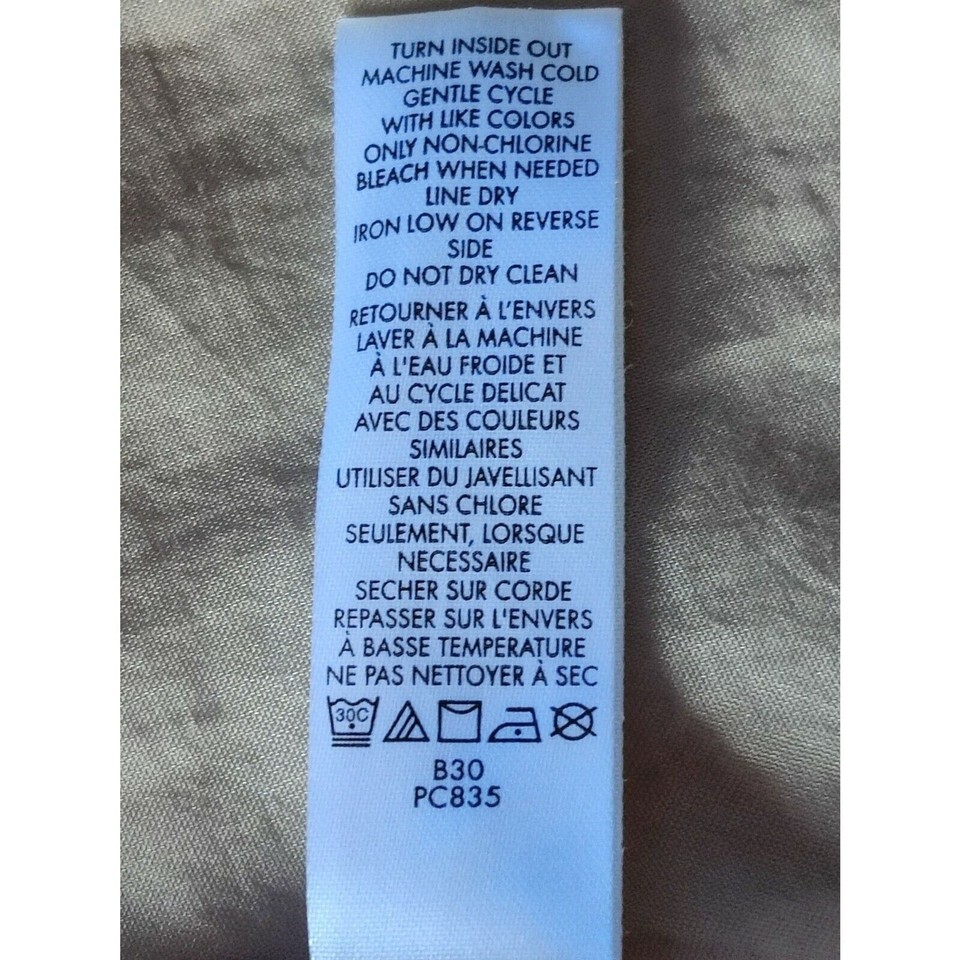 TURN INSIDE OUT
MACHINE WASH COLD
GENTLE CYCLE
WITH LIKE COLORS
ONLY NON-CHLORINE
BLEACH WHEN NEEDED
LINE DRY
IRON LOW ON REVERSE
SIDE
DO NOT DRY CLEAN
RETOURNER À L'ENVERS
LAVER À LA MACHINE
À L'EAU FROIDE ET
AU CYCLE DELICAT
AVEC DES COULEURS
SIMILAIRES
UTILISER DU JAVELLISANT
SANS CHLORE
SEULEMENT, LORSQUE
NECESSAIRE
SECHER SUR CORDE
REPASSER SUR L'ENVERS
À BASSE TEMPERATURE
NE PAS NETTOYER À SEC
30C
B30
PC835